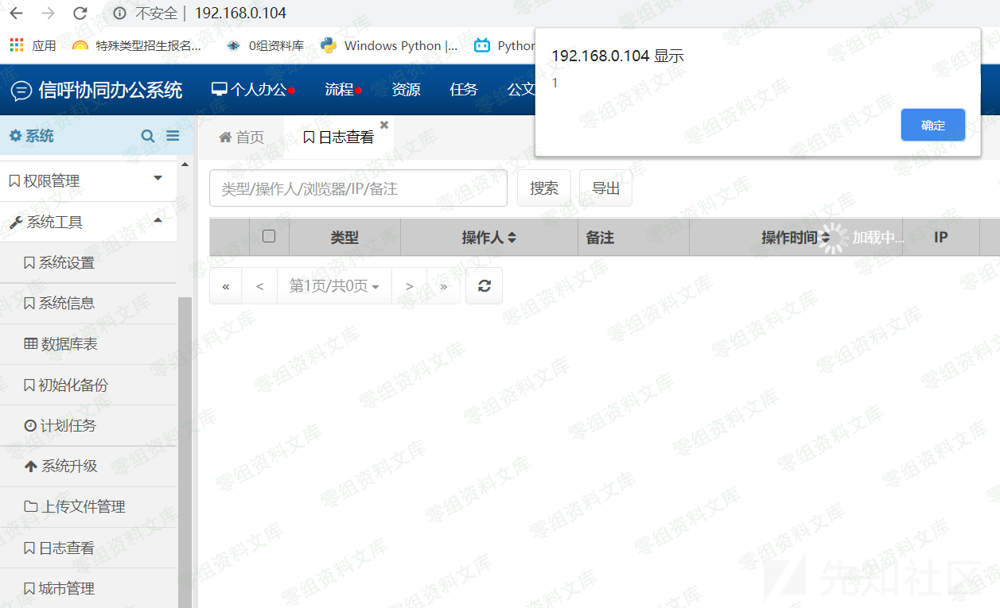 不安全 | 192.168.0.104
应用 特殊类型招生报名... 0组资料库 Windows Python |... Python
192.168.0.104 显示
1
确定
信呼协同办公系统 个人办公 流程 资源 任务 公文
系统
首页 日志查看
权限管理
类型/操作人/浏览器/IP/备注 搜索 导出
系统工具
类型 操作人 备注 操作时间 加载中... IP
系统设置
« < 第1页/共0页 > »
系统信息
数据库表
初始化备份
计划任务
系统升级
上传文件管理
日志查看
城市管理
零组资料文库
先知社区